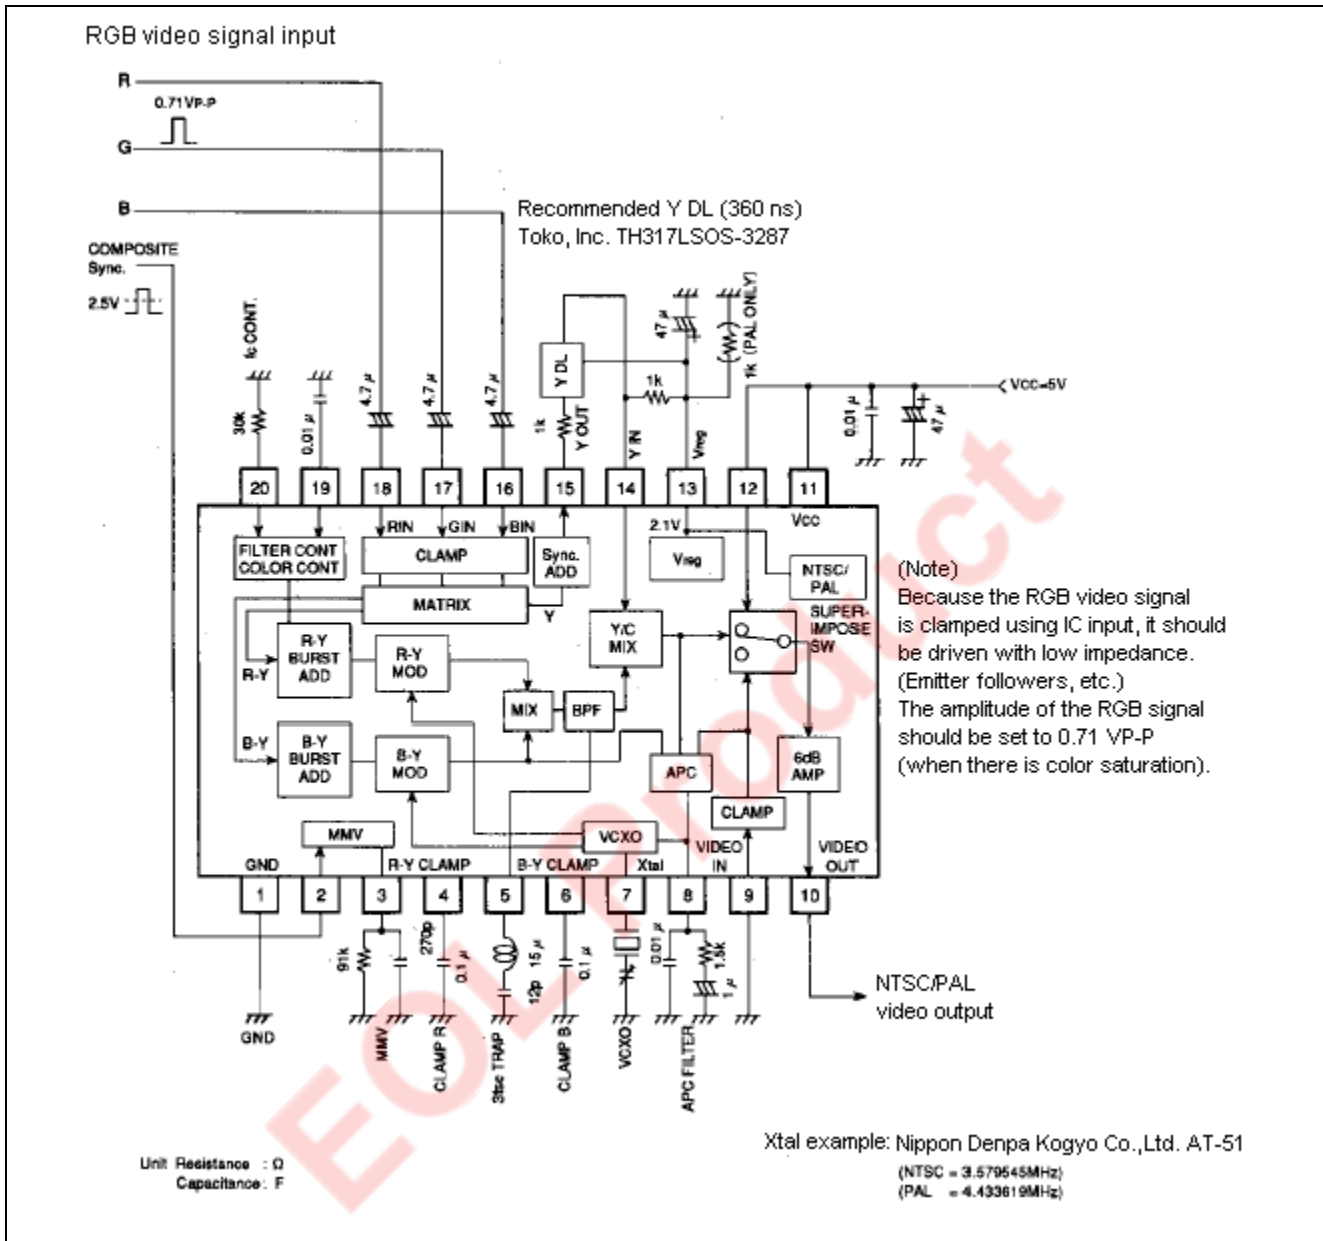 RGB video signal input
R
0.71VP-P
G
B
Recommended Y DL (360 ns)
Toko, Inc. TH317LSOS-3287
COMPOSITE
Sync.
2.5V
fc CONT.
30k
0.01 μ
4.7 μ
4.7 μ
4.7 μ
1k
Y OUT
Y DL
1k
Y IN
47 μ
Vreg
1k (PAL ONLY)
VCC=5V
0.01 μ
47 μ
20
19
18
17
16
15
14
13
12
11
RIN
GIN
BIN
2.1V
VCC
FILTER CONT
COLOR CONT
CLAMP
Sync.
ADD
Vreg
NTSC/
PAL
MATRIX
Y
R-Y
BURST
ADD
R-Y
R-Y
MOD
Y/C
MIX
SUPER-
IMPOSE
SW
MIX
BPF
B-Y
B-Y
BURST
ADD
B-Y
MOD
APC
6dB
AMP
CLAMP
MMV
VCXO
GND
R-Y CLAMP
B-Y CLAMP
Xtal
VIDEO
IN
VIDEO
OUT
1
2
3
4
5
6
7
8
9
10
(Note)
Because the RGB video signal
is clamped using IC input, it should
be driven with low impedance.
(Emitter followers, etc.)
The amplitude of the RGB signal
should be set to 0.71 VP-P
(when there is color saturation).
91k
270p
0.1 μ
15 μ
12p
0.1 μ
0.01 μ
1.5k
1 μ
GND
MMV
CLAMP R
3fsc TRAP
CLAMP B
VCXO
APC FILTER
NTSC/PAL
video output
EOL Product
Xtal example: Nippon Denpa Kogyo Co.,Ltd. AT-51
(NTSC = 3.579545MHz)
(PAL = 4.433619MHz)
Unit Resistance : Ω
Capacitance : F